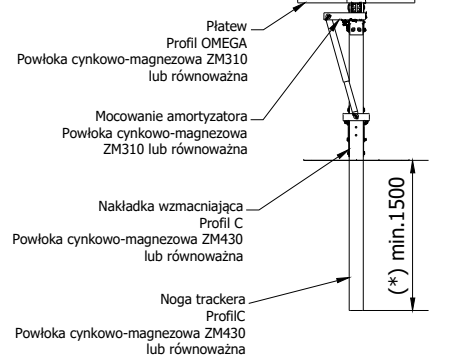 Płatew
Profil OMEGA
Powłoka cynkowo-magnezowa ZM310
lub równoważna
Mocowanie amortyzatora
Powłoka cynkowo-magnezowa
ZM310 lub równoważna
Nakładka wzmacniająca
Profil C
Powłoka cynkowo-magnezowa ZM430
lub równoważna
(*) min.1500
Noga trackera
ProfilC
Powłoka cynkowo-magnezowa ZM430
lub równoważna